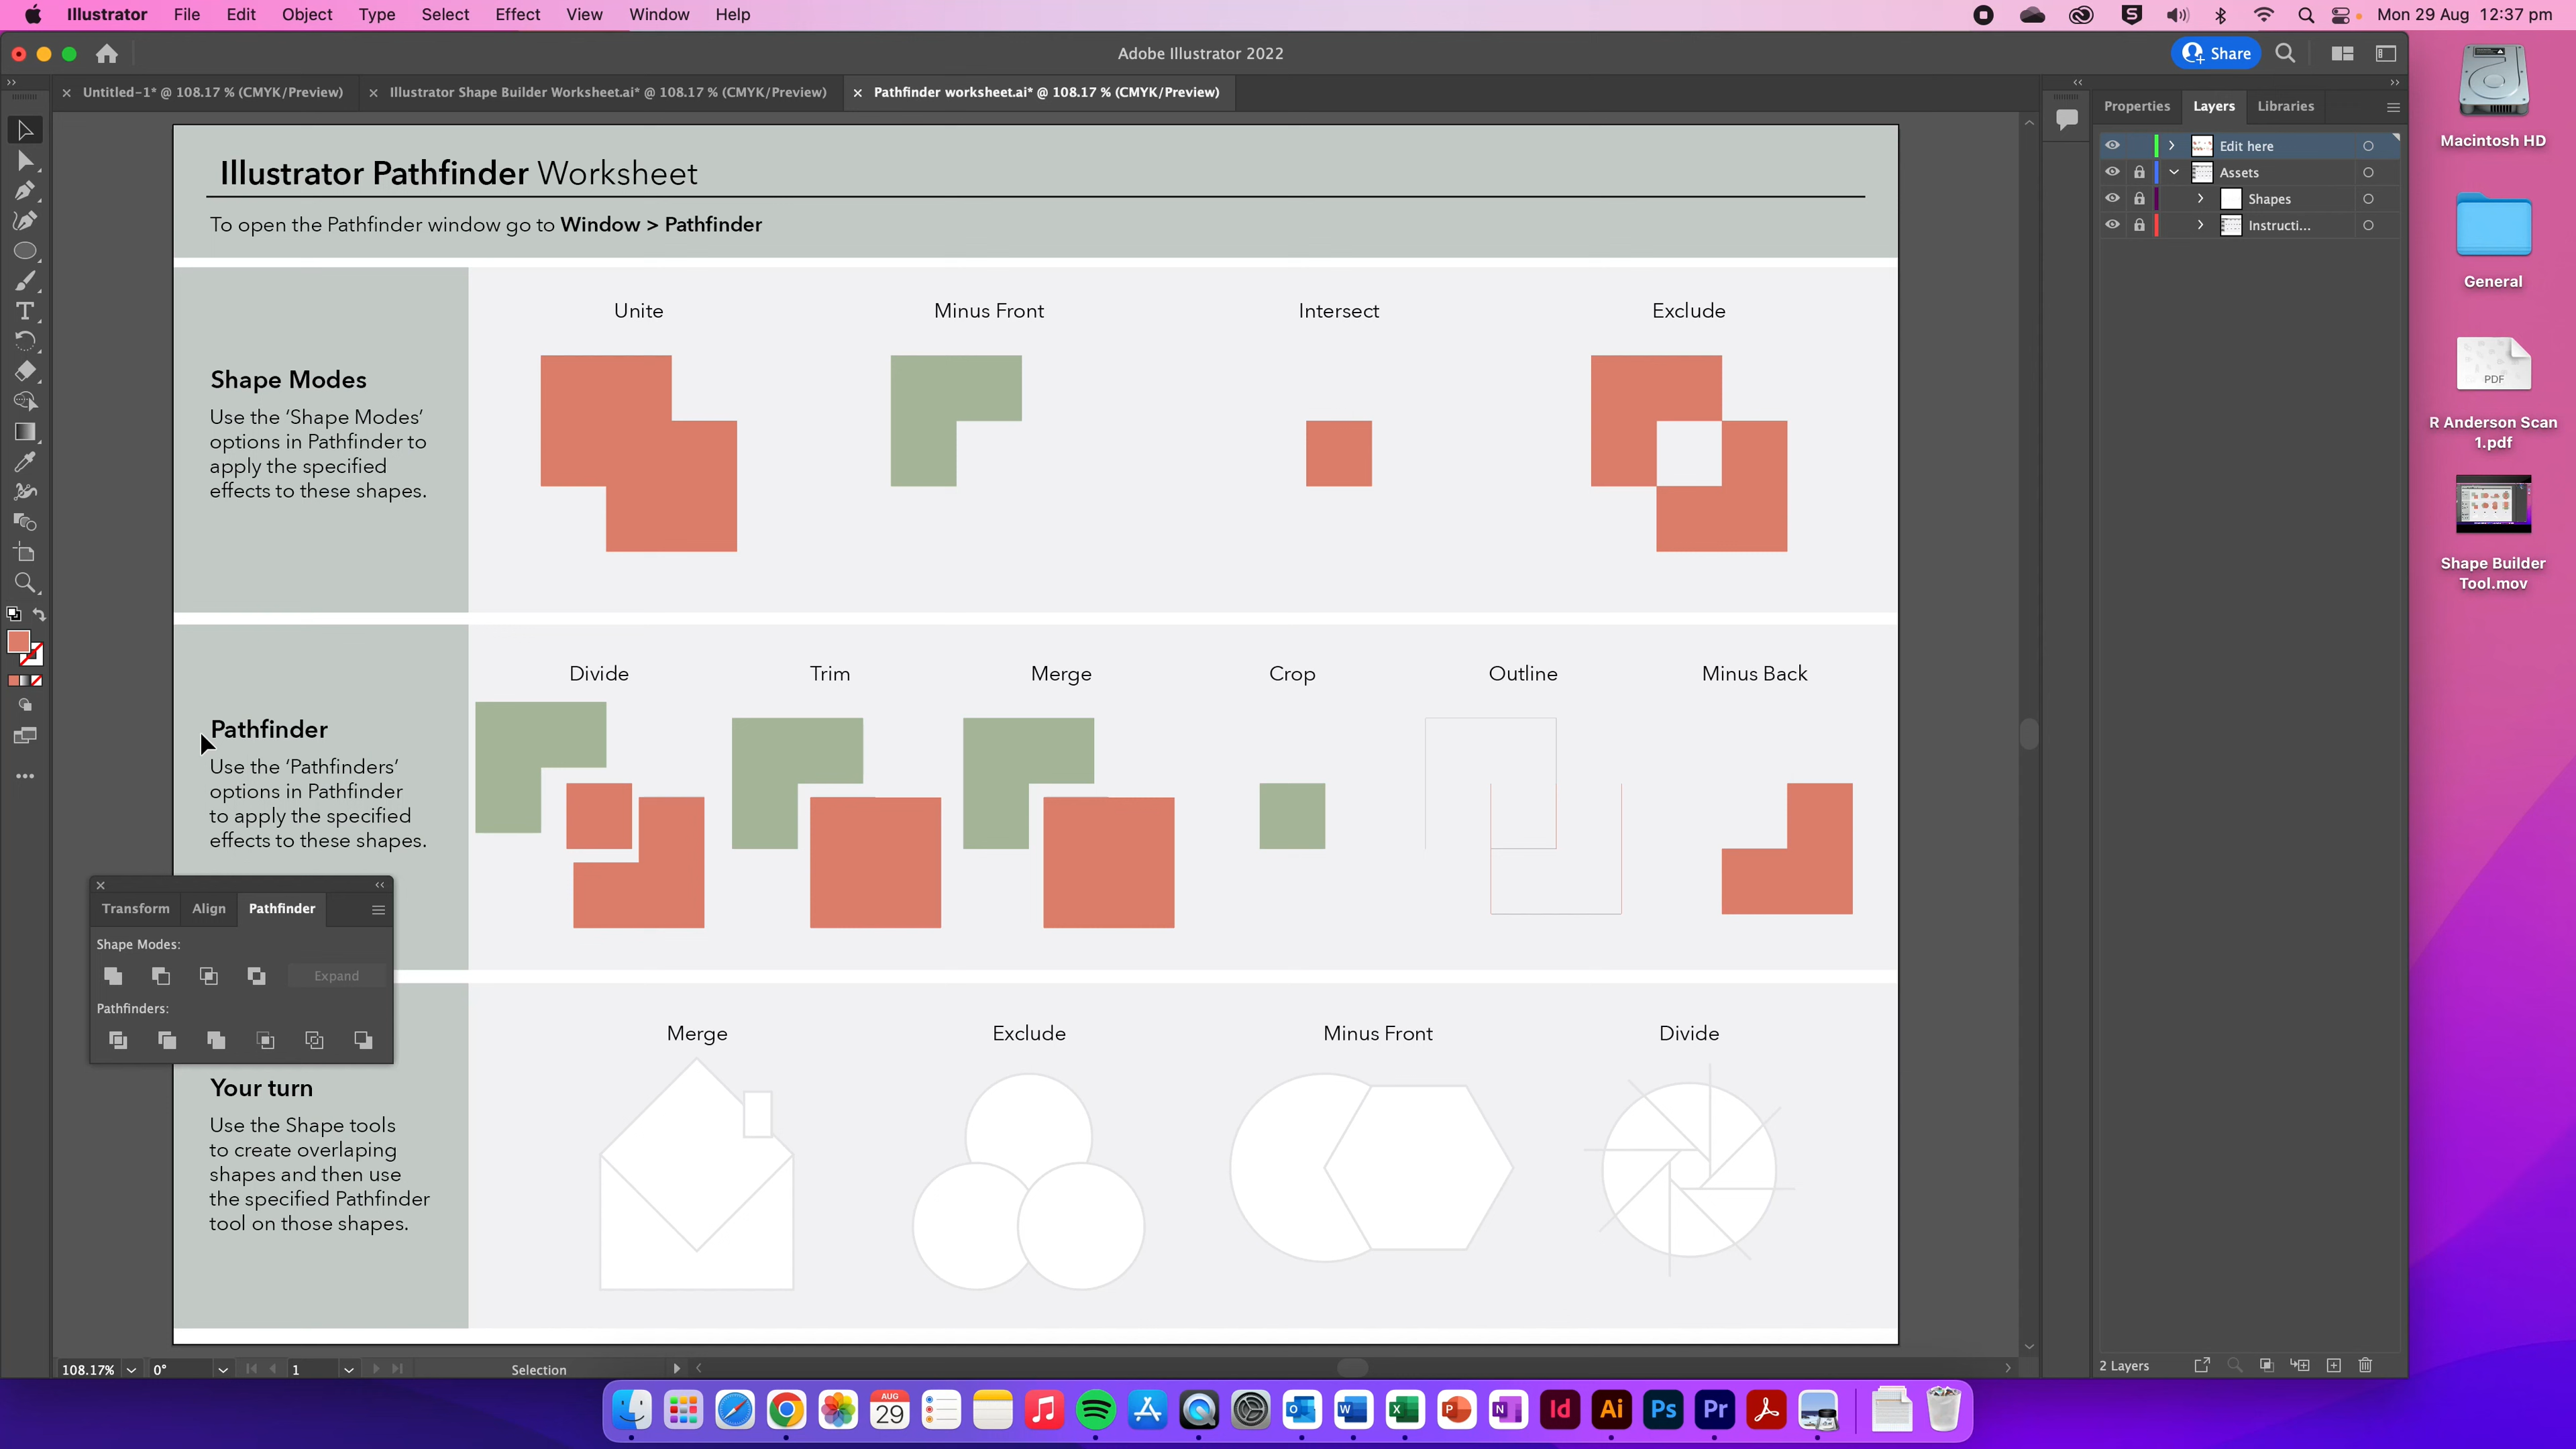 Illustrator File Edit Object Type Select Effect View Window Help
Mon 29 Aug 12:37 pm
Adobe Illustrator 2022
Share
Untitled-1* @ 108.17 % (CMYK/Preview)
Illustrator Shape Builder Worksheet.ai* @ 108.17 % (CMYK/Preview)
Pathfinder worksheet.ai* @ 108.17 % (CMYK/Preview)
Properties Layers Libraries
Edit here
Assets
Shapes
Instructi...
Macintosh HD
General
PDF
R Anderson Scan
1.pdf
Shape Builder
Tool.mov
Illustrator Pathfinder Worksheet
To open the Pathfinder window go to Window > Pathfinder
Unite Minus Front Intersect Exclude
Shape Modes
Use the ‘Shape Modes’
options in Pathfinder to
apply the specified
effects to these shapes.
Divide Trim Merge Crop Outline Minus Back
Pathfinder
Use the ‘Pathfinders’
options in Pathfinder
to apply the specified
effects to these shapes.
Transform Align Pathfinder
Shape Modes:
Expand
Pathfinders:
Merge Exclude Minus Front Divide
Your turn
Use the Shape tools
to create overlaping
shapes and then use
the specified Pathfinder
tool on those shapes.
108.17% 0° 1 Selection
2 Layers
AUG
29
W
X
P
N
Id
Ai
Ps
Pr